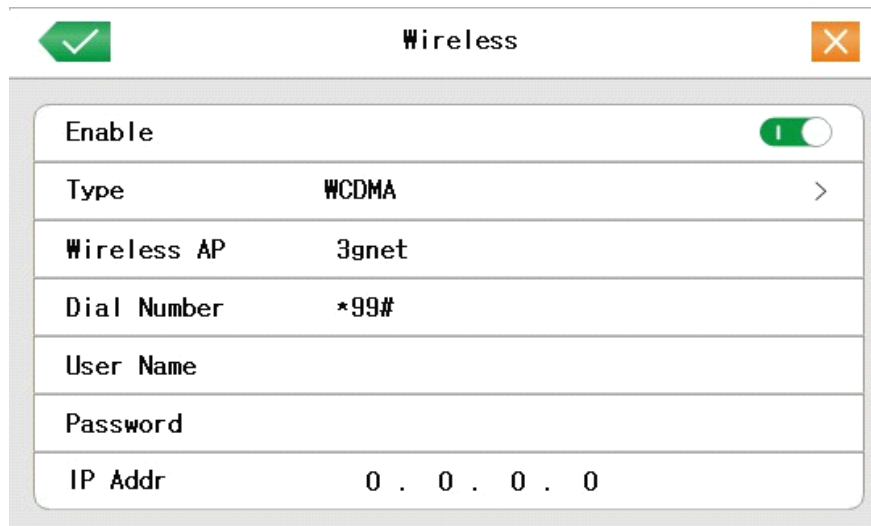 Wireless
Enable
Type WCDMA >
Wireless AP 3gnet
Dial Number *99#
User Name
Password
IP Addr 0 . 0 . 0 . 0